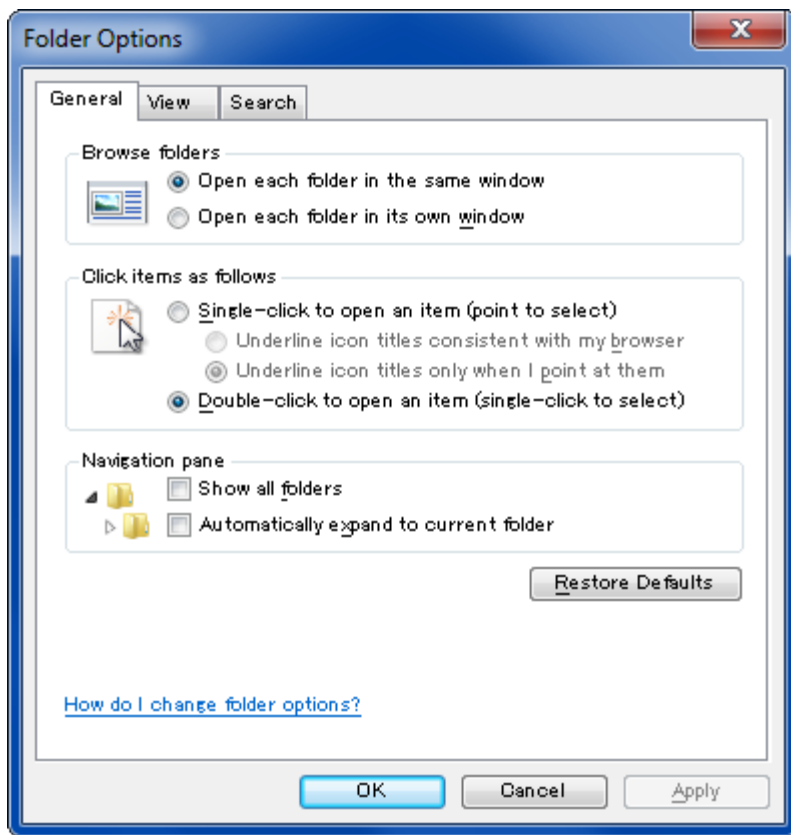 Folder Options
General View Search
Browse folders
Open each folder in the same window
Open each folder in its own window
Click items as follows
Single-click to open an item (point to select)
Underline icon titles consistent with my browser
Underline icon titles only when I point at them
Double-click to open an item (single-click to select)
Navigation pane
Show all folders
Automatically expand to current folder
Restore Defaults
How do I change folder options?
OK Cancel Apply